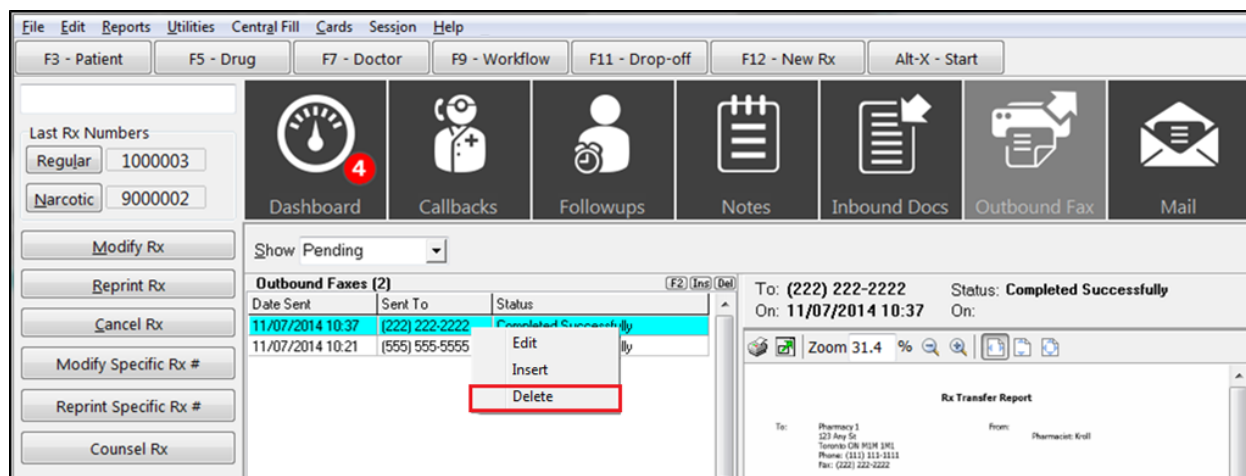 File Edit Reports Utilities Central Fill Cards Session Help
F3 - Patient F5 - Drug F7 - Doctor F9 - Workflow F11 - Drop-off F12 - New Rx Alt-X - Start
Last Rx Numbers
Regular 1000003
Narcotic 9000002
Modify Rx
Reprint Rx
Cancel Rx
Modify Specific Rx #
Reprint Specific Rx #
Counsel Rx
4
Dashboard Callbacks Followups Notes Inbound Docs Outbound Fax Mail
Show Pending
Outbound Faxes (2) F2 Ins Del
Date Sent Sent To Status
11/07/2014 10:37 (222) 222-2222 Completed Successfully
11/07/2014 10:21 (555) 555-5555 lly
Edit
Insert
Delete
To: (222) 222-2222 Status: Completed Successfully
On: 11/07/2014 10:37 On:
Zoom 31.4 %
Rx Transfer Report
To: Pharmacy 1 From:
123 Any St Pharmacist: Kroll
Toronto ON M1M 1M1
Phone: (111) 111-1111
Fax: (222) 222-2222